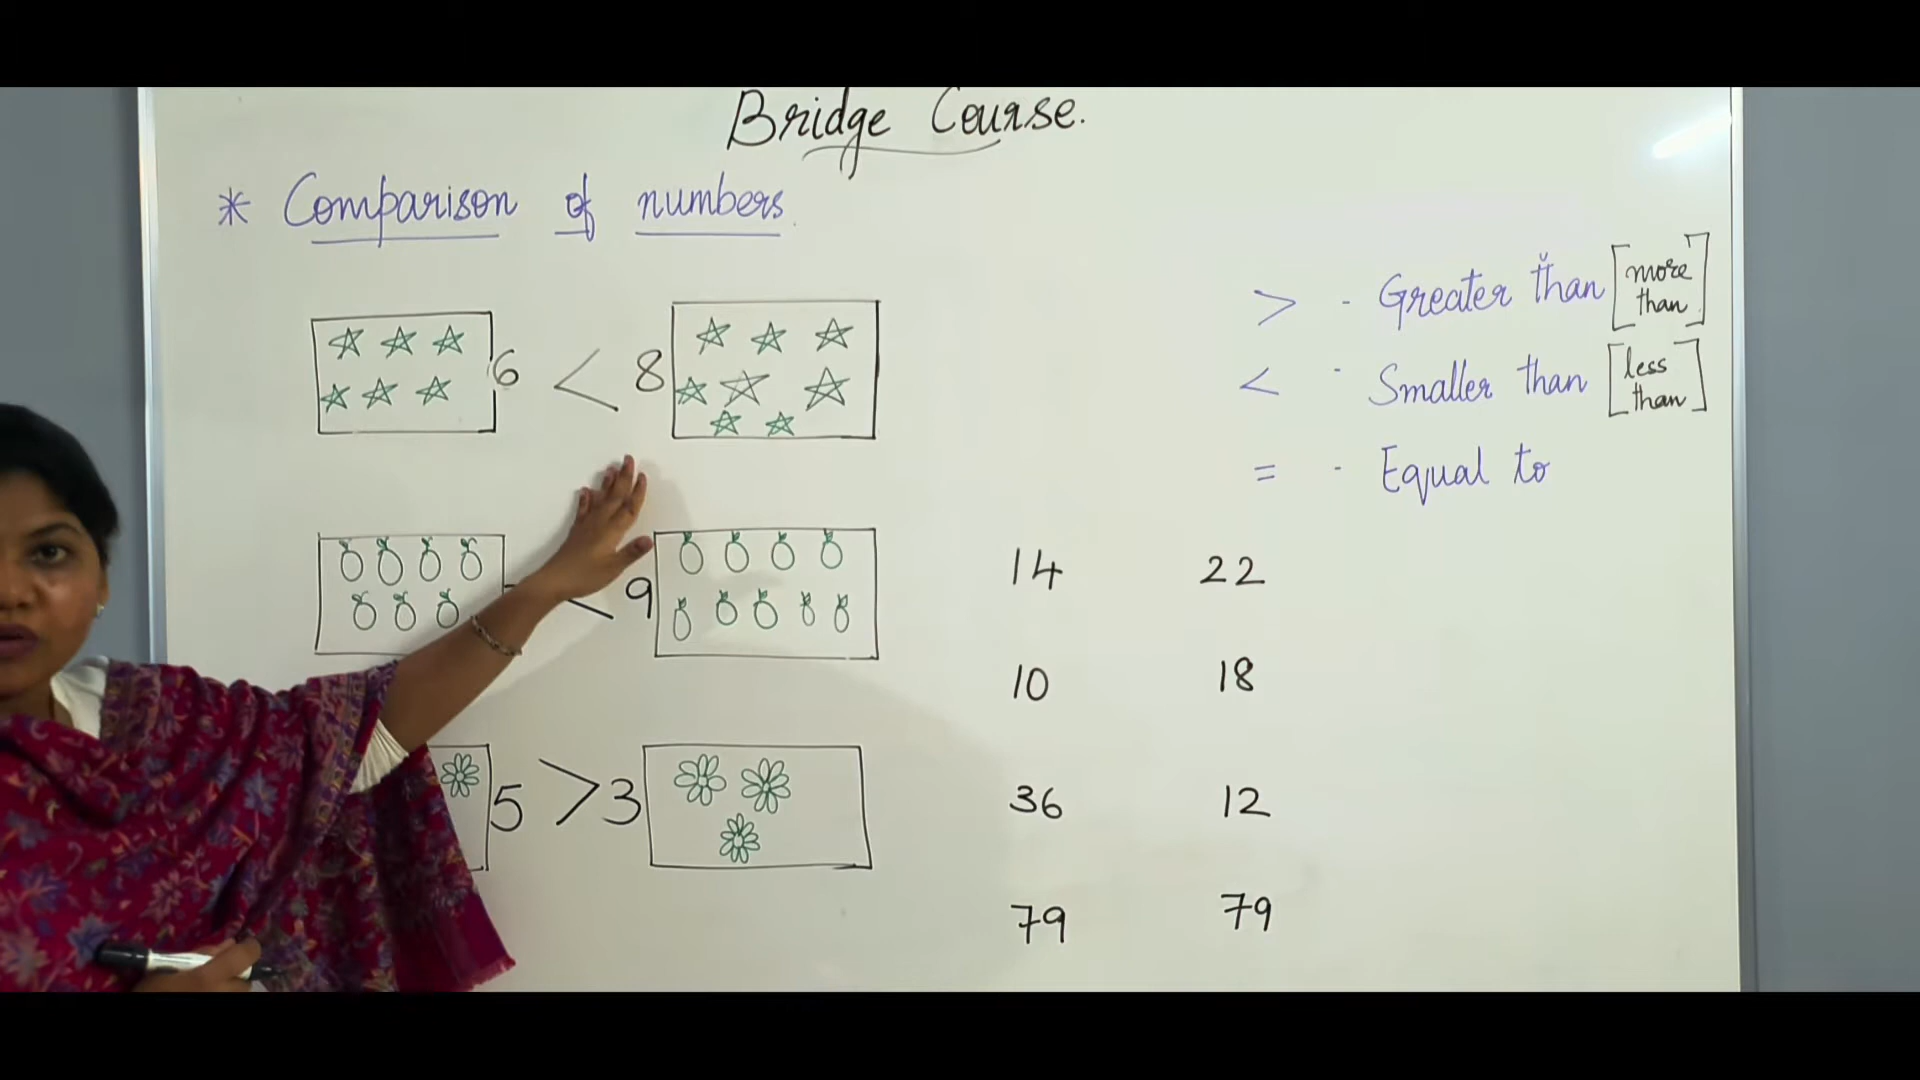 Bridge Course.
* Comparison of numbers.
> - Greater than [more than]
< - Smaller than [less than]
= - Equal to
6 < 8
< 9
5 > 3
14 22
10 18
36 12
79 79